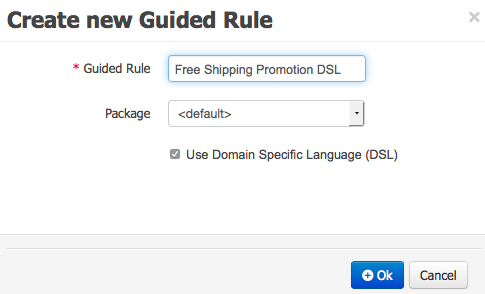 Create new Guided Rule ×
* Guided Rule Free Shipping Promotion DSL
Package <default>
Use Domain Specific Language (DSL)
Ok Cancel